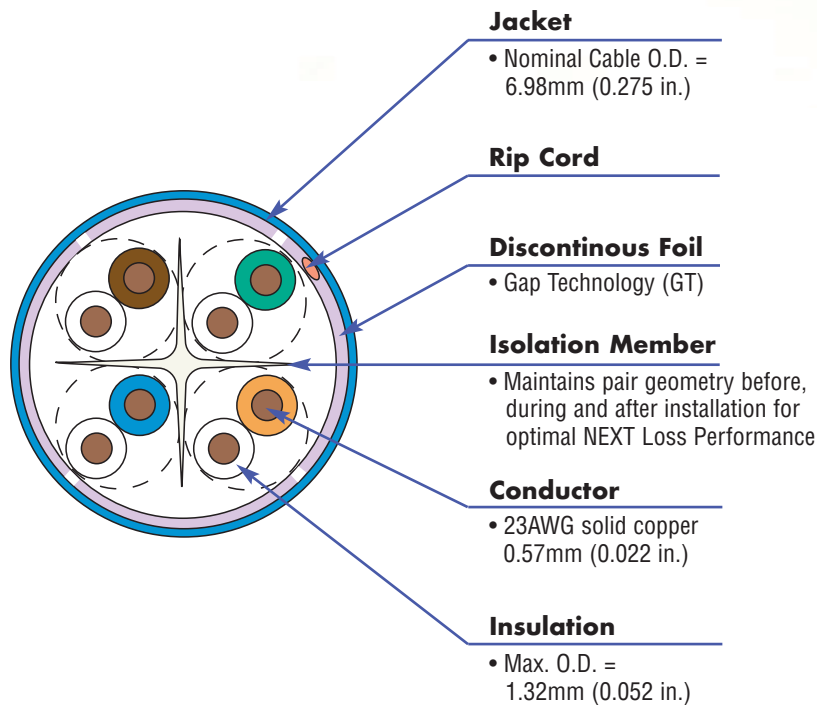 Jacket
• Nominal Cable O.D. =
6.98mm (0.275 in.)
Rip Cord
Discontinous Foil
• Gap Technology (GT)
Isolation Member
• Maintains pair geometry before,
during and after installation for
optimal NEXT Loss Performance
Conductor
• 23AWG solid copper
0.57mm (0.022 in.)
Insulation
• Max. O.D. =
1.32mm (0.052 in.)